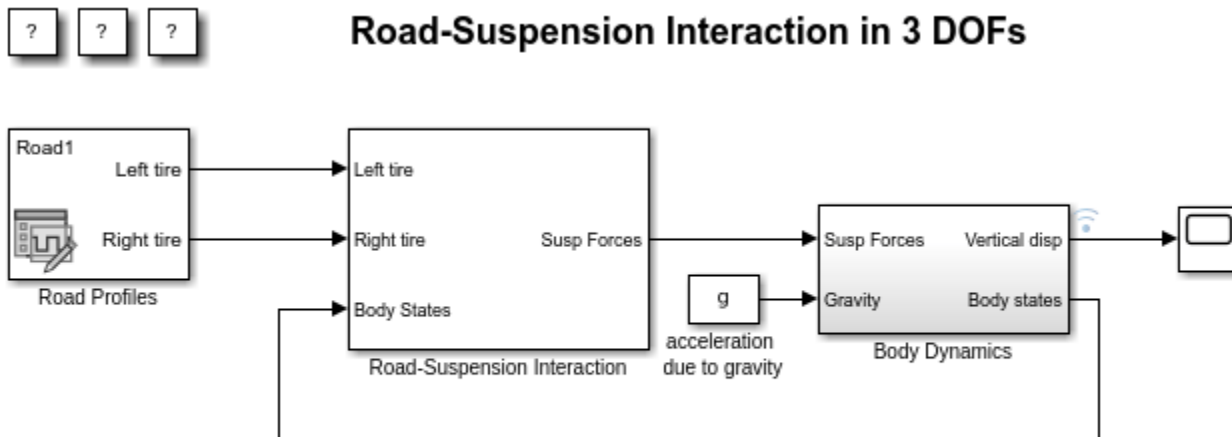 ? ? ?
Road-Suspension Interaction in 3 DOFs
Road1
Left tire
Right tire
Road Profiles
Left tire
Right tire
Body States
Susp Forces
Road-Suspension Interaction
g
acceleration
due to gravity
Susp Forces
Gravity
Vertical disp
Body states
Body Dynamics